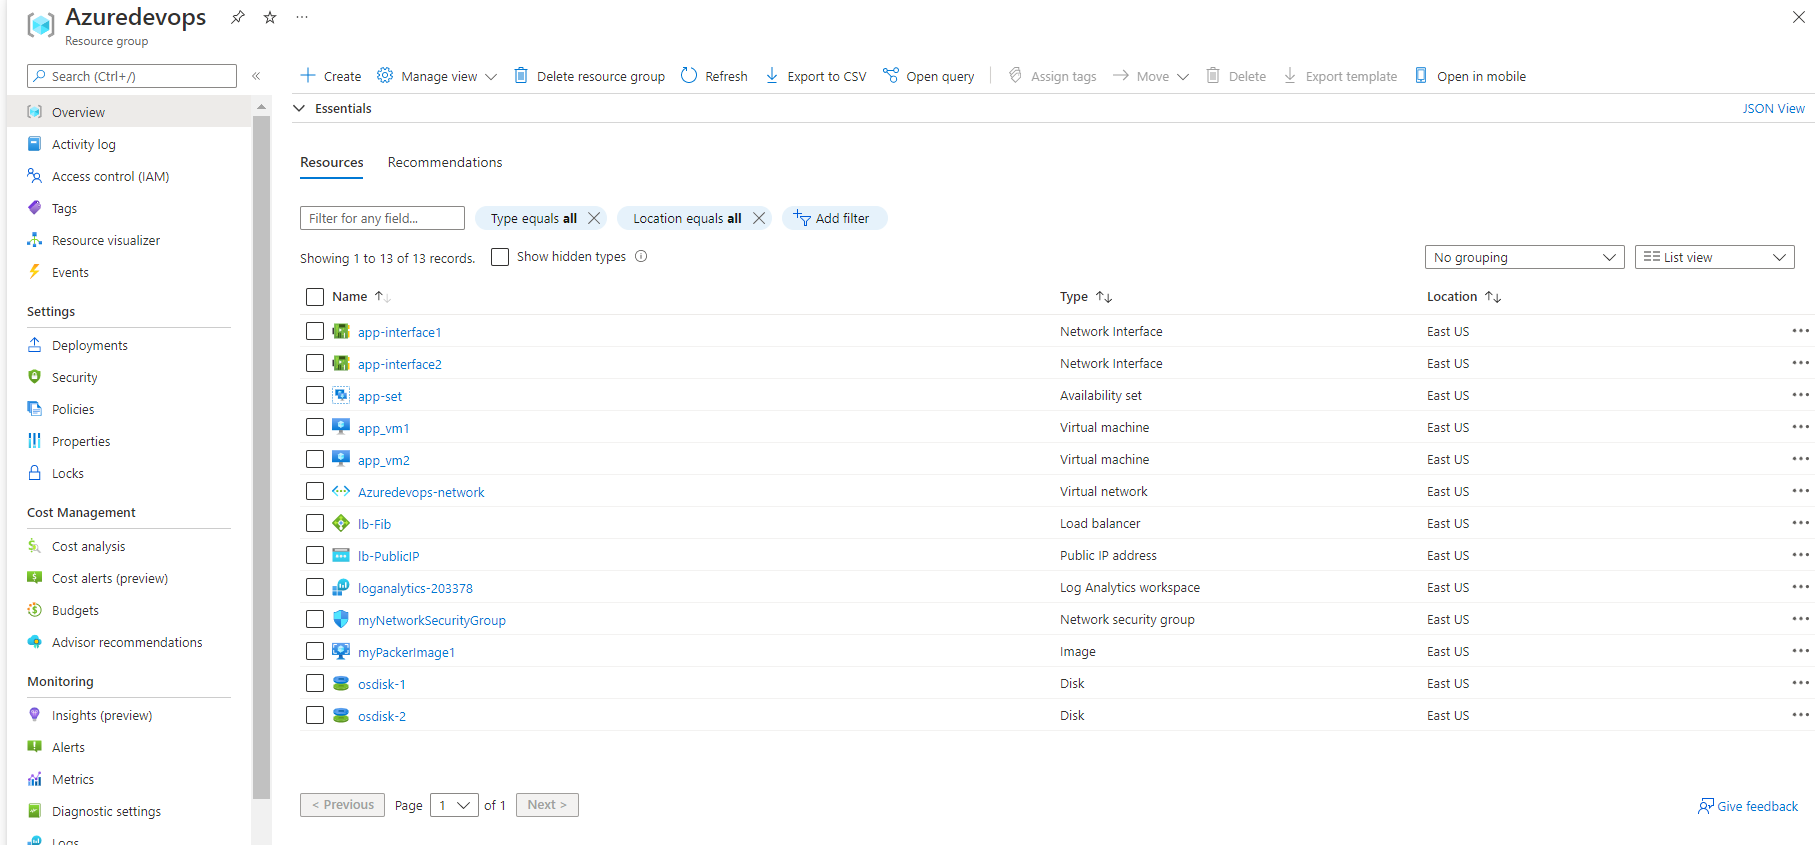 Azuredevops
Resource group
Search (Ctrl+/)
«
Overview
Activity log
Access control (IAM)
Tags
Resource visualizer
Events
Settings
Deployments
Security
Policies
Properties
Locks
Cost Management
Cost analysis
Cost alerts (preview)
Budgets
Advisor recommendations
Monitoring
Insights (preview)
Alerts
Metrics
Diagnostic settings
Logs
Create Manage view Delete resource group Refresh Export to CSV Open query Assign tags Move Delete Export template Open in mobile
Essentials JSON View
Resources Recommendations
Filter for any field... Type equals all Location equals all Add filter
Showing 1 to 13 of 13 records. Show hidden types No grouping List view
Name Type Location
app-interface1 Network Interface East US
app-interface2 Network Interface East US
app-set Availability set East US
app_vm1 Virtual machine East US
app_vm2 Virtual machine East US
Azuredevops-network Virtual network East US
lb-Fib Load balancer East US
lb-PublicIP Public IP address East US
loganalytics-203378 Log Analytics workspace East US
myNetworkSecurityGroup Network security group East US
myPackerImage1 Image East US
osdisk-1 Disk East US
osdisk-2 Disk East US
< Previous Page 1 of 1 Next >
Give feedback